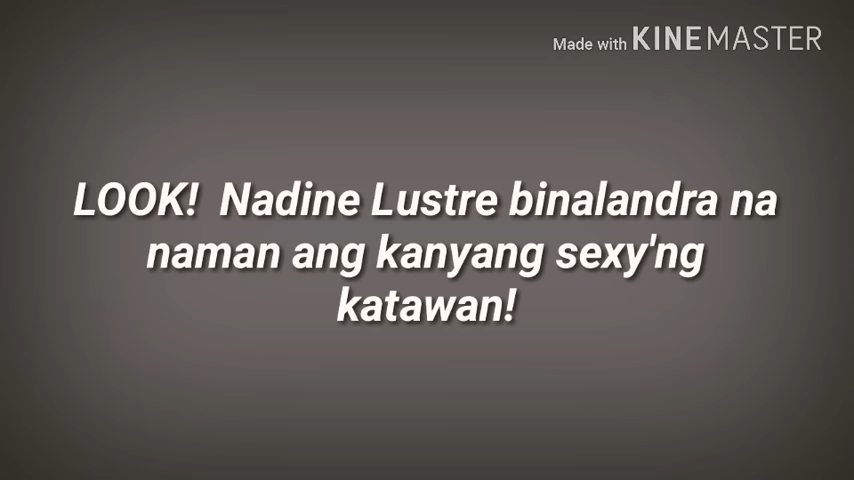 Made with KINEMASTER
LOOK!  Nadine Lustre binalandra na
naman ang kanyang sexy'ng
katawan!